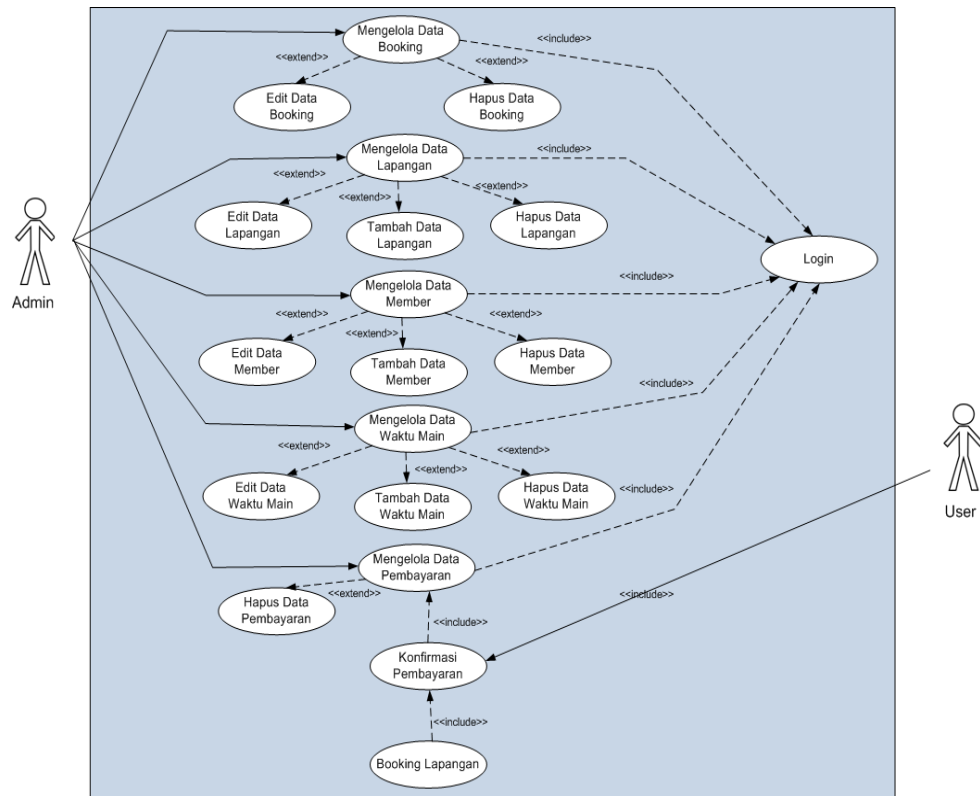 Mengelola Data
Booking
<<include>>
<<extend>>
<<extend>>
Edit Data
Booking
Hapus Data
Booking
Mengelola Data
Lapangan
<<include>>
<<extend>>
<<extend>>
<<extend>>
Edit Data
Lapangan
Tambah Data
Lapangan
Hapus Data
Lapangan
Login
Admin
Mengelola Data
Member
<<include>>
<<extend>>
<<extend>>
<<extend>>
Edit Data
Member
Tambah Data
Member
Hapus Data
Member
<<include>>
Mengelola Data
Waktu Main
<<extend>>
<<extend>>
<<extend>>
Edit Data
Waktu Main
Tambah Data
Waktu Main
Hapus Data
Waktu Main
<<include>>
User
Mengelola Data
Pembayaran
<<extend>>
Hapus Data
Pembayaran
<<include>>
<<include>>
Konfirmasi
Pembayaran
<<include>>
Booking Lapangan